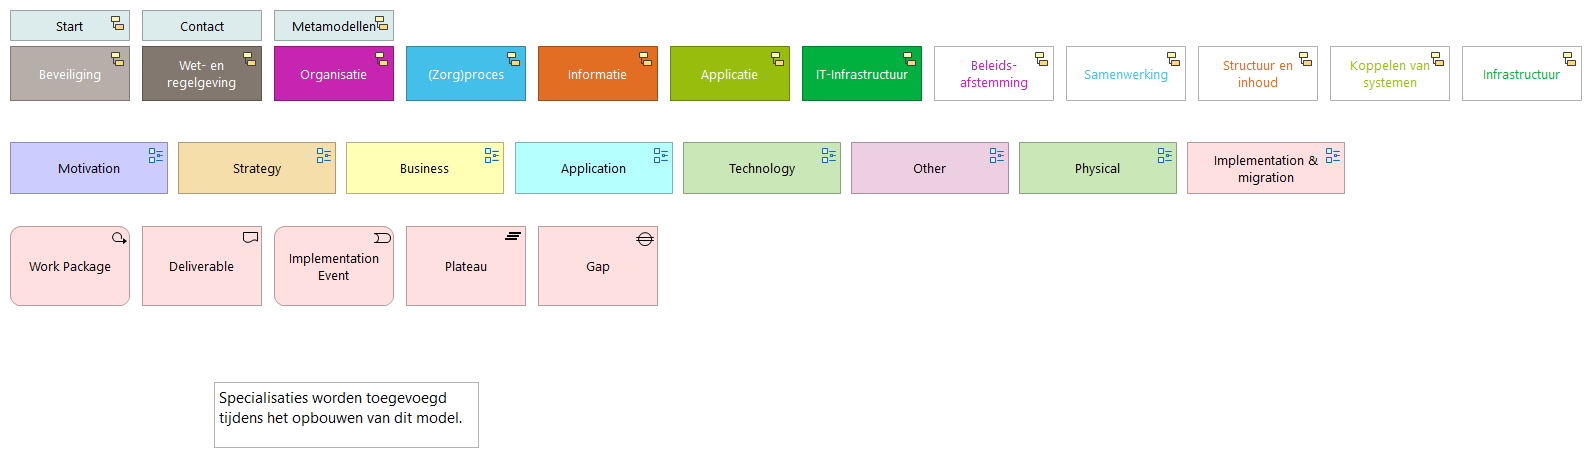 Start
Contact
Metamodellen
Beveiliging
Wet- en
regelgeving
Organisatie
(Zorg)proces
Informatie
Applicatie
IT-Infrastructuur
Beleids-
afstemming
Samenwerking
Structuur en
inhoud
Koppelen van
systemen
Infrastructuur
Motivation
Strategy
Business
Application
Technology
Other
Physical
Implementation &
migration
Work Package
Deliverable
Implementation
Event
Plateau
Gap
Specialisaties worden toegevoegd
tijdens het opbouwen van dit model.